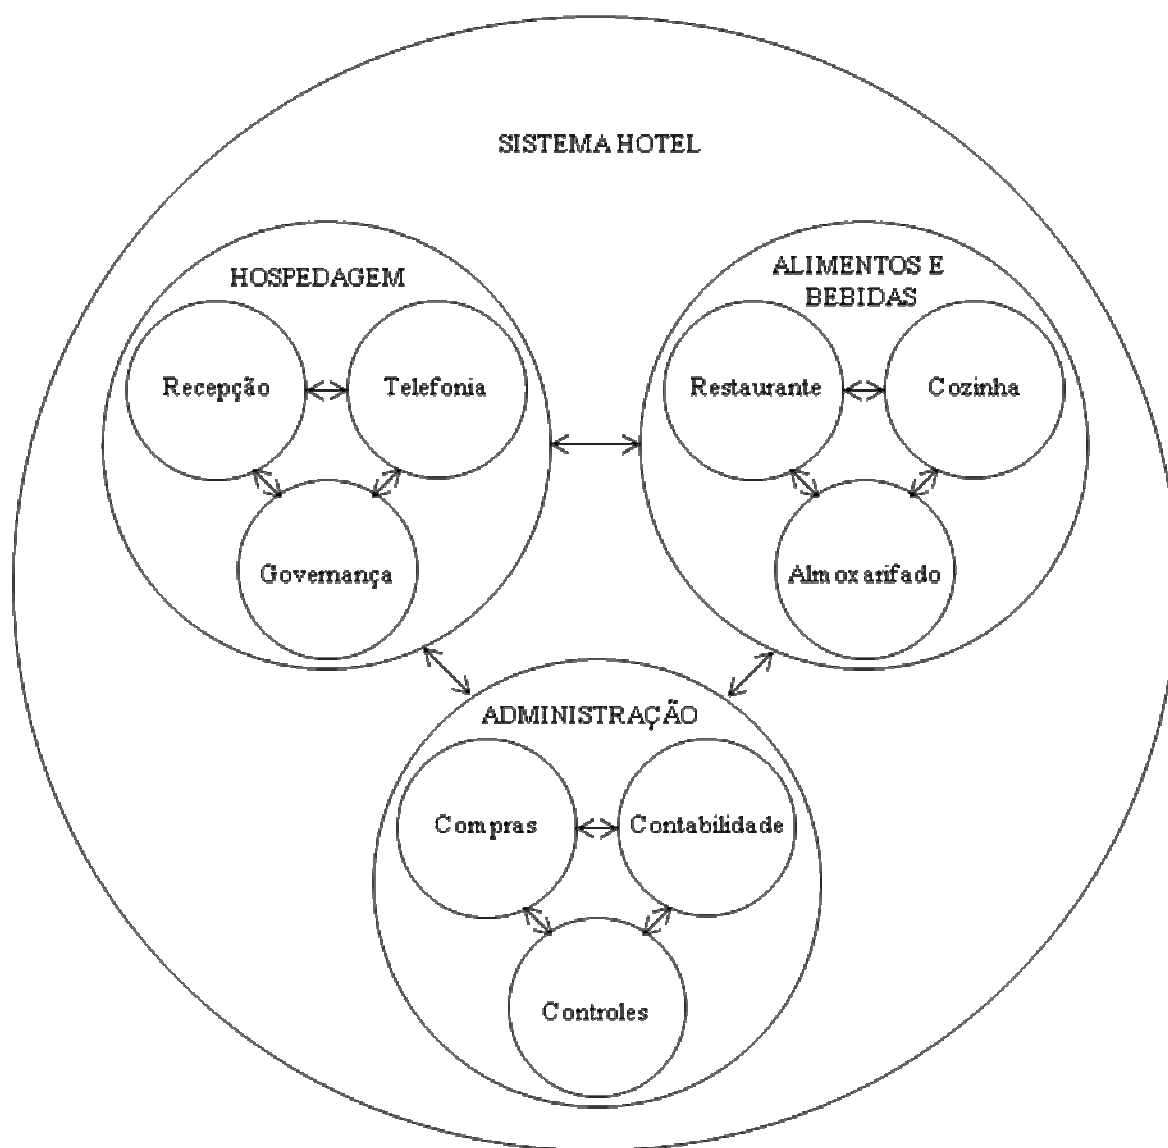 SISTEMA HOTEL
HOSPEDAGEM
Recepção
Telefonia
Governança
ALIMENTOS E
BEBIDAS
Restaurante
Cozinha
Almoxarifado
ADMINISTRAÇÃO
Compras
Contabilidade
Controles